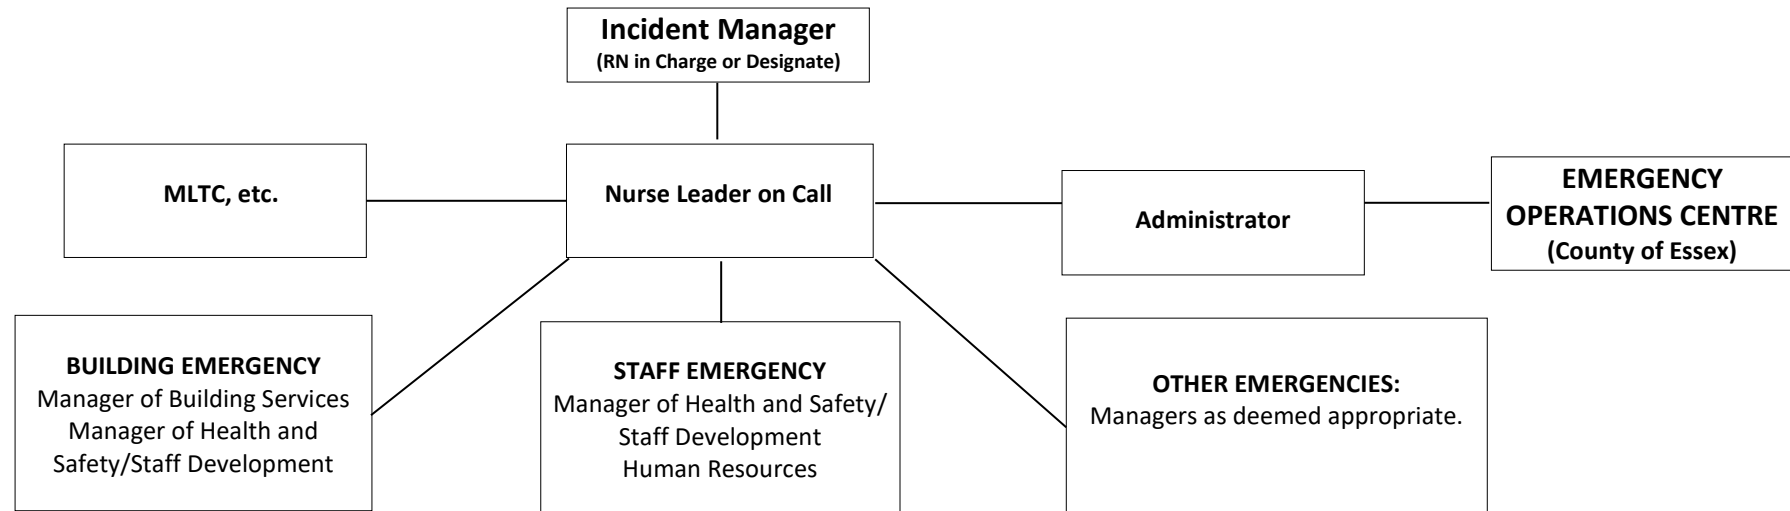 Incident Manager
(RN in Charge or Designate)
MLTC, etc.
Nurse Leader on Call
Administrator
EMERGENCY
OPERATIONS CENTRE
(County of Essex)
BUILDING EMERGENCY
Manager of Building Services
Manager of Health and
Safety/Staff Development
STAFF EMERGENCY
Manager of Health and Safety/
Staff Development
Human Resources
OTHER EMERGENCIES:
Managers as deemed appropriate.